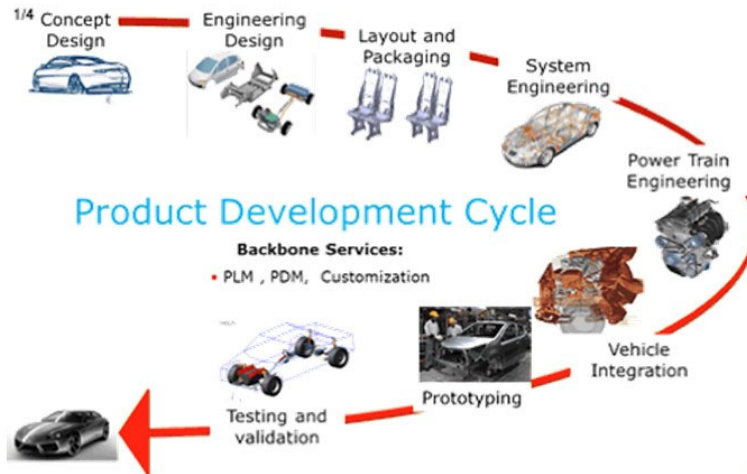 1/4
Concept
Design
Engineering
Design
Layout and
Packaging
System
Engineering
Power Train
Engineering
Product Development Cycle
Backbone Services:
• PLM , PDM, Customization
Vehicle
Integration
Prototyping
Testing and
validation